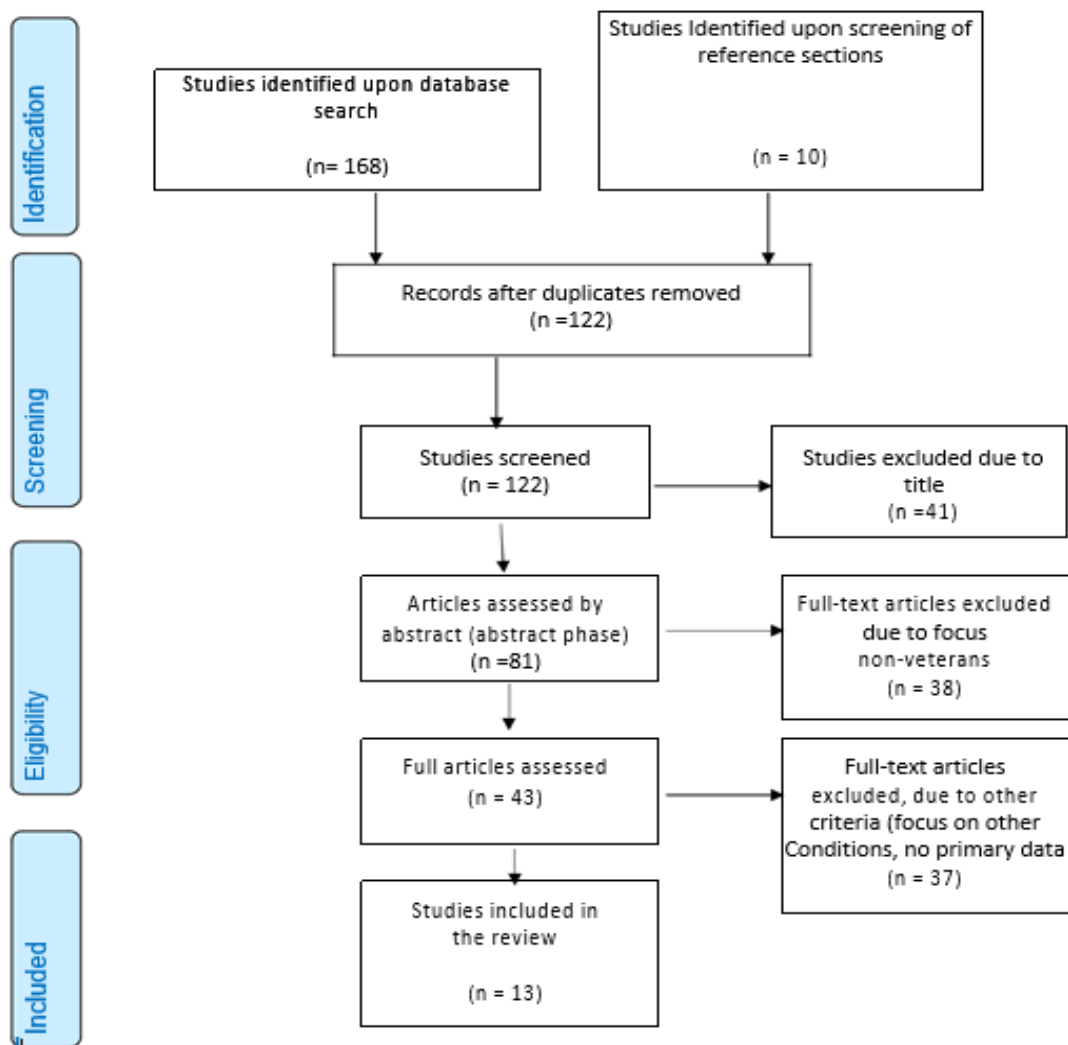 Identification
Studies identified upon database
search
(n= 168)
Studies Identified upon screening of
reference sections
(n = 10)
Screening
Records after duplicates removed
(n =122)
Studies screened
(n = 122)
Studies excluded due to
title
(n =41)
Eligibility
Articles assessed by
abstract (abstract phase)
(n =81)
Full-text articles excluded
due to focus
non-veterans
(n = 38)
Full articles assessed
(n = 43)
Full-text articles
excluded, due to other
criteria (focus on other
Conditions, no primary data
(n = 37)
Included
Studies included in
the review
(n = 13)